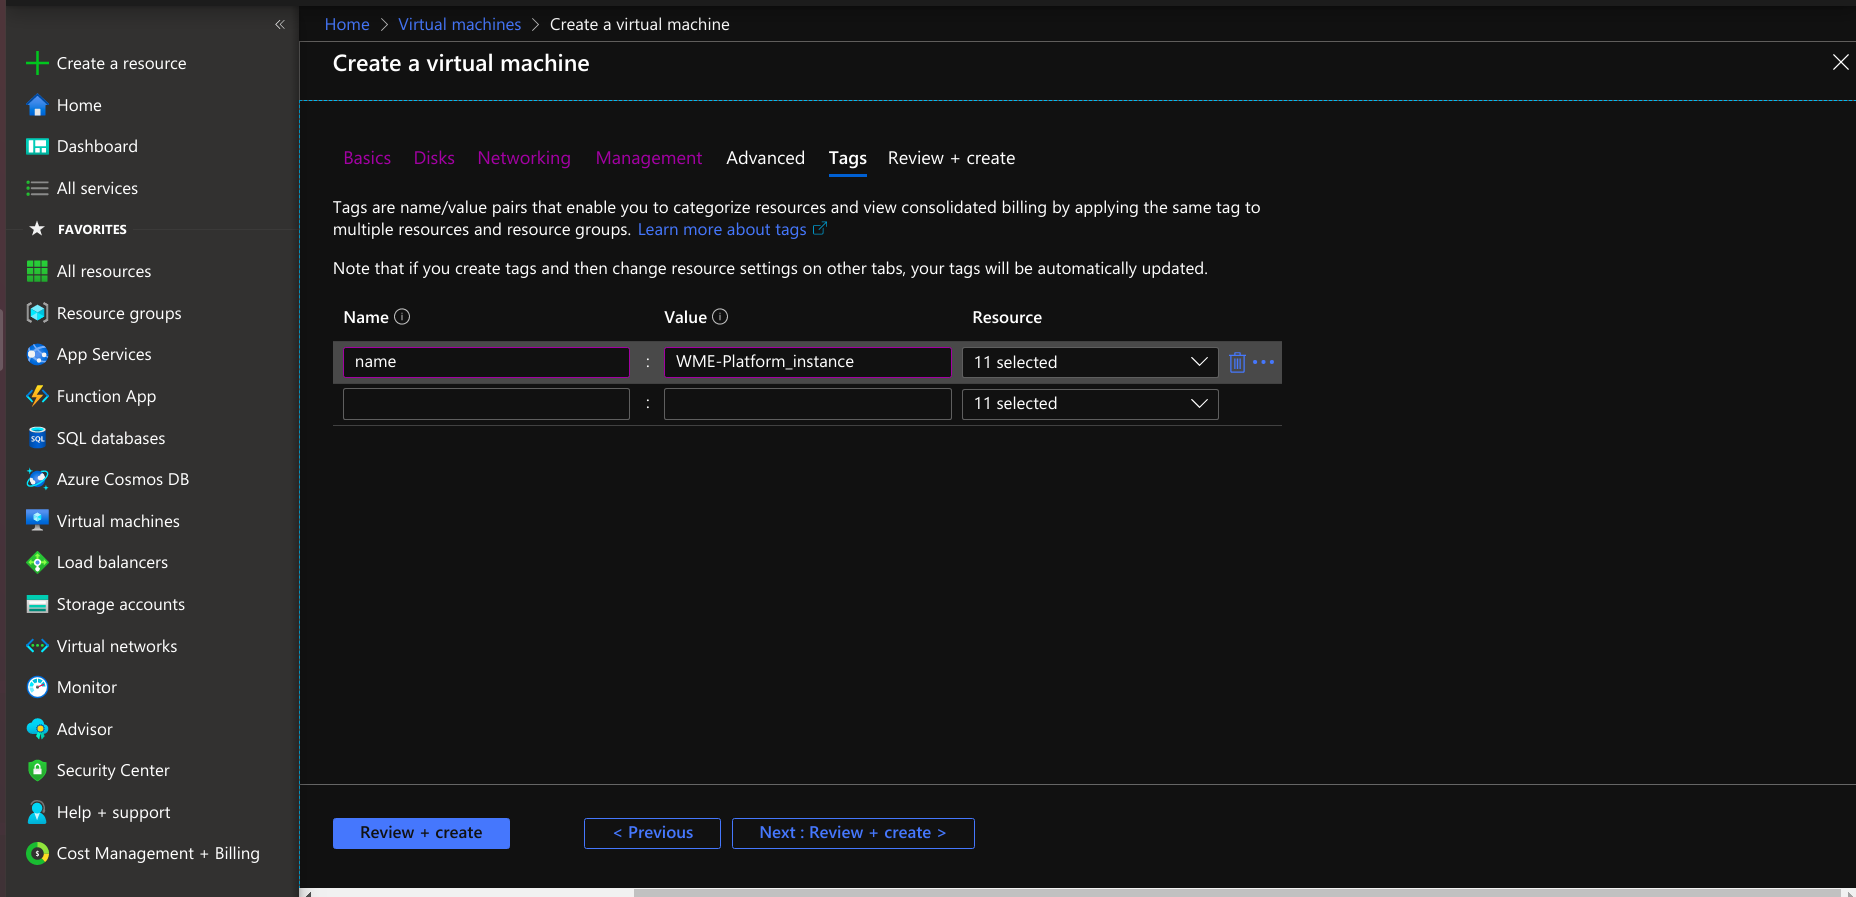 Home > Virtual machines > Create a virtual machine
Create a virtual machine
Create a resource
Home
Dashboard
All services
FAVORITES
All resources
Resource groups
App Services
Function App
SQL databases
Azure Cosmos DB
Virtual machines
Load balancers
Storage accounts
Virtual networks
Monitor
Advisor
Security Center
Help + support
Cost Management + Billing
Basics Disks Networking Management Advanced Tags Review + create
Tags are name/value pairs that enable you to categorize resources and view consolidated billing by applying the same tag to
multiple resources and resource groups. Learn more about tags
Note that if you create tags and then change resource settings on other tabs, your tags will be automatically updated.
Name Value Resource
name : WME-Platform_instance 11 selected
: 11 selected
Review + create < Previous Next : Review + create >